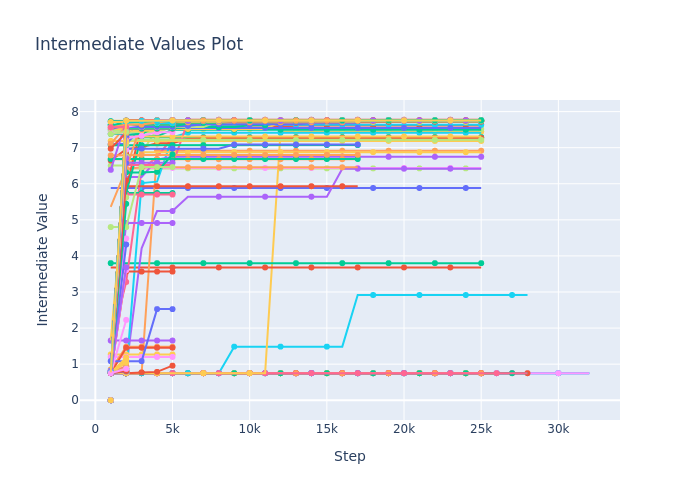 Intermediate Values Plot
8
7
6
5
4
3
2
1
0
Intermediate Value
0 5k 10k 15k 20k 25k 30k
Step